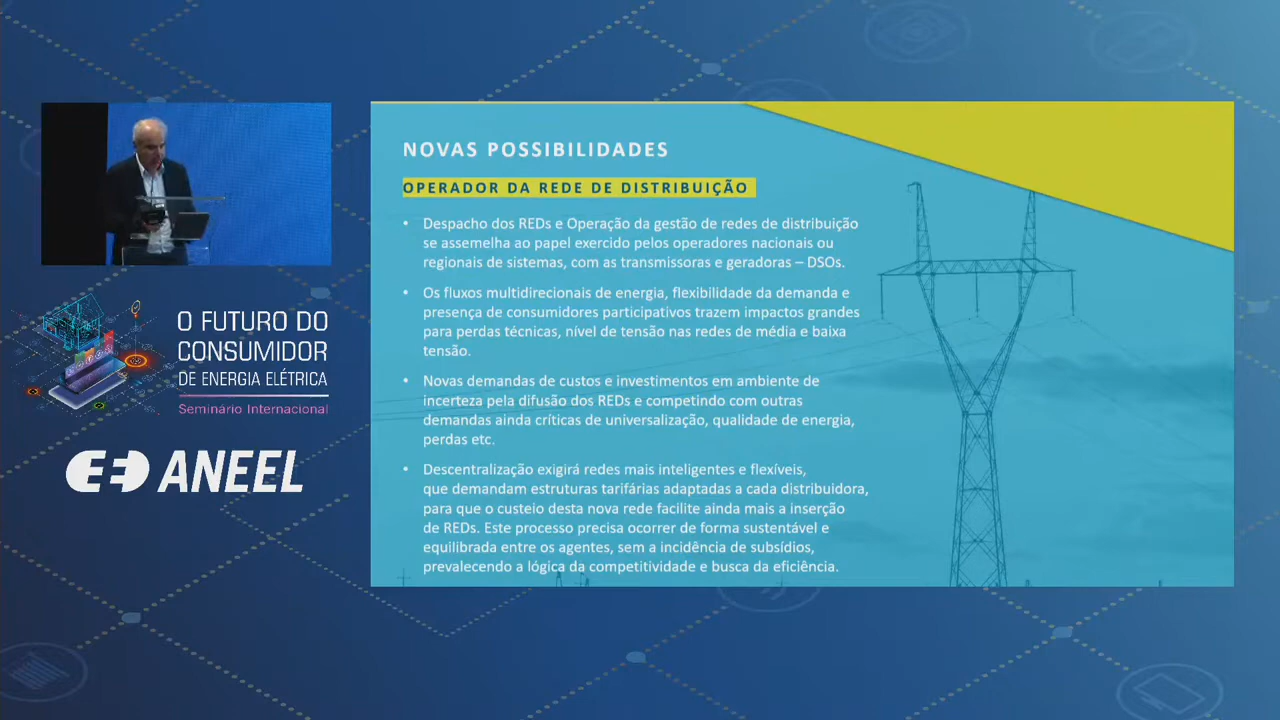 NOVAS POSSIBILIDADES
OPERADOR DA REDE DE DISTRIBUIÇÃO
• Despacho dos REDs e Operação da gestão de redes de distribuição
se assemelha ao papel exercido pelos operadores nacionais ou
regionais de sistemas, com as transmissoras e geradoras – DSOs.
• Os fluxos multidirecionais de energia, flexibilidade da demanda e
presença de consumidores participativos trazem impactos grandes
para perdas técnicas, nível de tensão nas redes de média e baixa
tensão.
• Novas demandas de custos e investimentos em ambiente de
incerteza pela difusão dos REDs e competindo com outras
demandas ainda críticas de universalização, qualidade de energia,
perdas etc.
• Descentralização exigirá redes mais inteligentes e flexíveis,
que demandam estruturas tarifárias adaptadas a cada distribuidora,
para que o custeio desta nova rede facilite ainda mais a inserção
de REDs. Este processo precisa ocorrer de forma sustentável e
equilibrada entre os agentes, sem a incidência de subsídios,
prevalecendo a lógica da competitividade e busca da eficiência.
O FUTURO DO
CONSUMIDOR
DE ENERGIA ELÉTRICA
Seminário Internacional
ANEEL